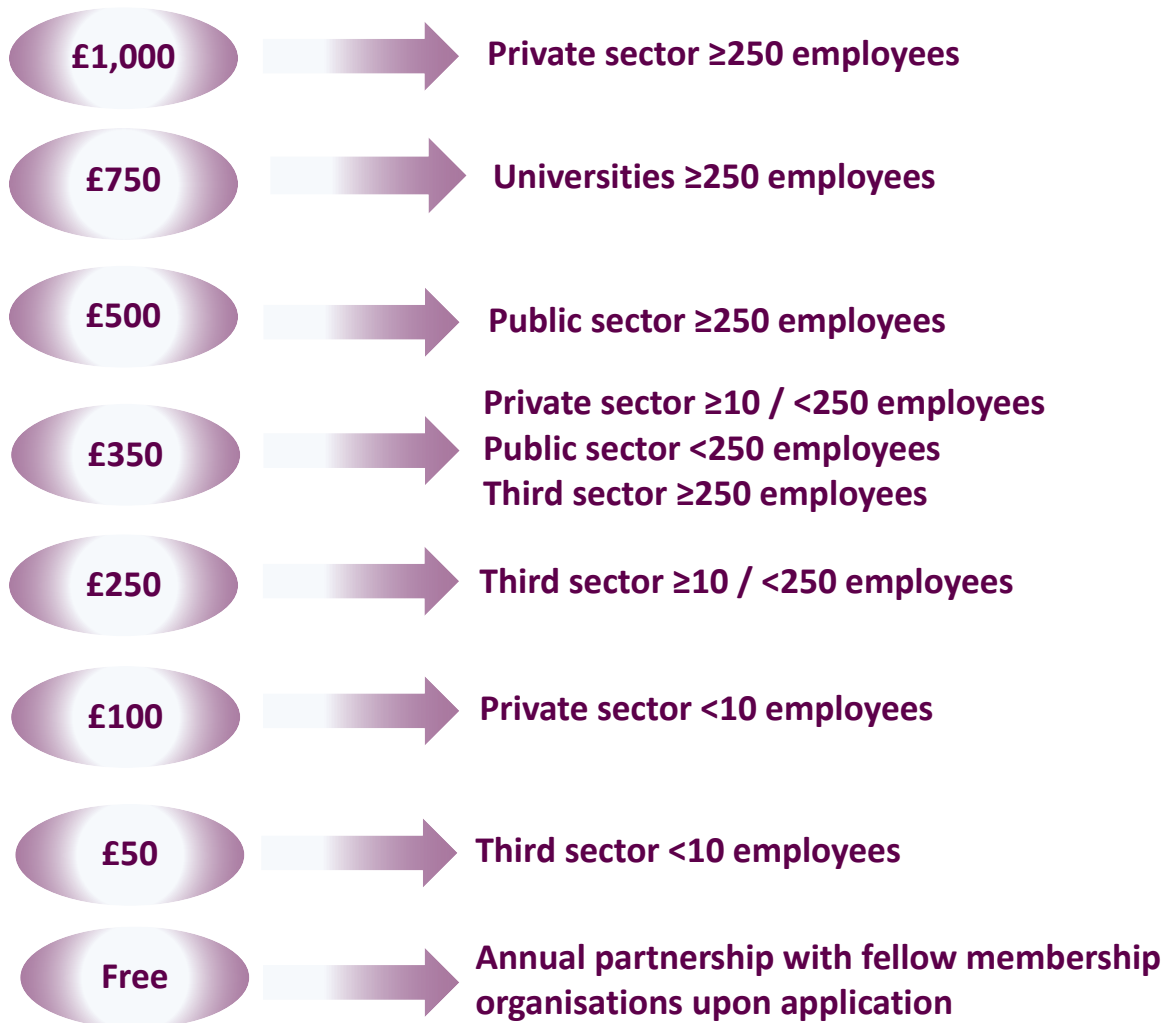 £1,000 Private sector ≥250 employees
£750 Universities ≥250 employees
£500 Public sector ≥250 employees
Private sector ≥10 / <250 employees
£350 Public sector <250 employees
Third sector ≥250 employees
£250 Third sector ≥10 / <250 employees
£100 Private sector <10 employees
£50 Third sector <10 employees
Free Annual partnership with fellow membership
organisations upon application